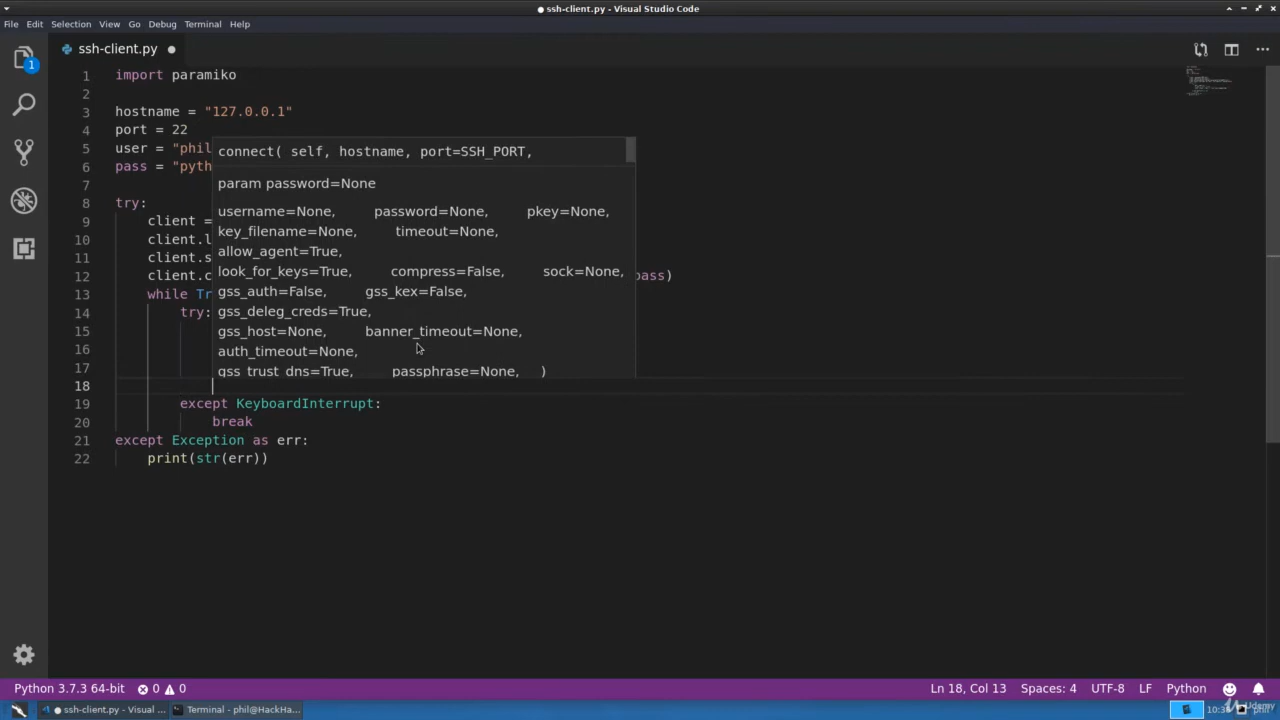 ● ssh-client.py - Visual Studio Code
File Edit Selection View Go Debug Terminal Help
ssh-client.py ●
1
1 import paramiko
2
3 hostname = "127.0.0.1"
4 port = 22
5 user = "phil
6 pass = "pyth
7
8 try:
9 client =
10 client.l
11 client.s
12 client.c pass)
13 while Tr
14 try:
15
16
17
18
19 except KeyboardInterrupt:
20 break
21 except Exception as err:
22 print(str(err))
connect( self, hostname, port=SSH_PORT,
param password=None
username=None, password=None, pkey=None,
key_filename=None, timeout=None,
allow_agent=True,
look_for_keys=True, compress=False, sock=None,
gss_auth=False, gss_kex=False,
gss_deleg_creds=True,
gss_host=None, banner_timeout=None,
auth_timeout=None,
gss_trust_dns=True, passphrase=None, )
Python 3.7.3 64-bit 0 0 Ln 18, Col 13 Spaces: 4 UTF-8 LF Python
● ssh-client.py - Visual ... Terminal - phil@HackHa... phil
Udemy